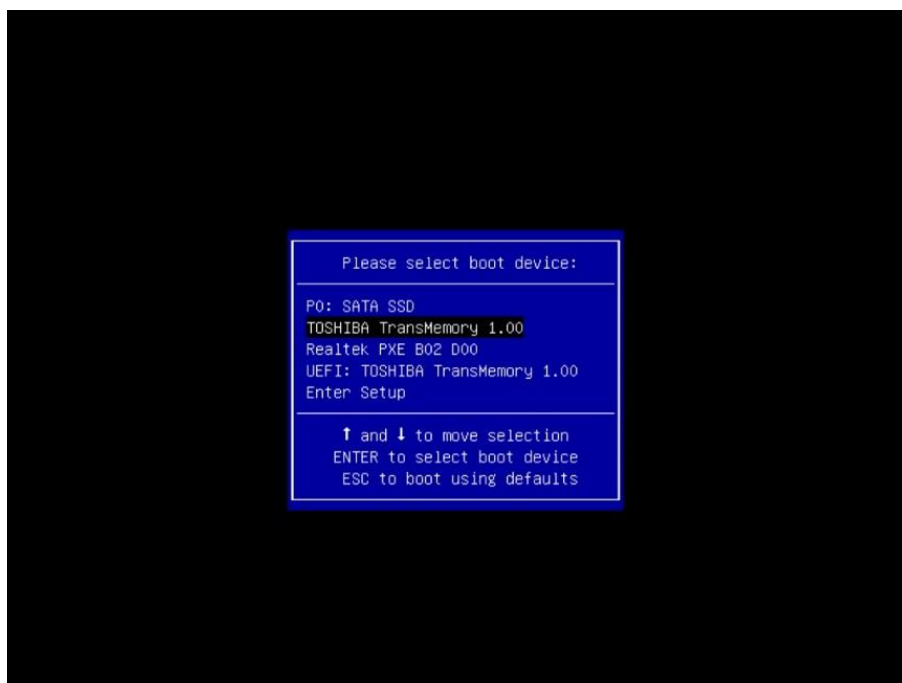 Please select boot device:
P0: SATA SSD
TOSHIBA TransMemory 1.00
Realtek PXE B02 D00
UEFI: TOSHIBA TransMemory 1.00
Enter Setup
↑ and ↓ to move selection
ENTER to select boot device
ESC to boot using defaults